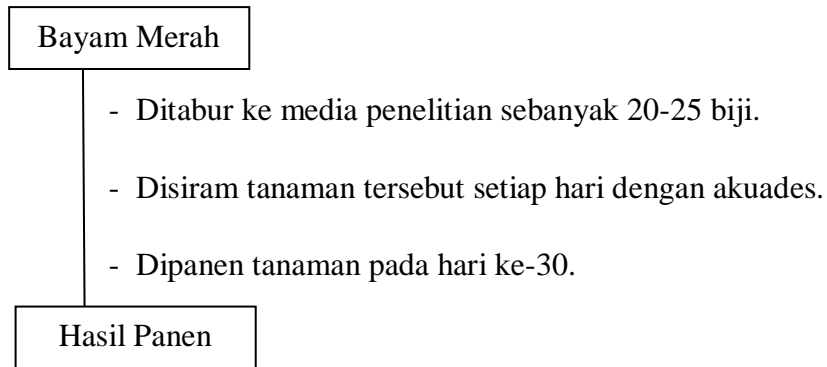 Bayam Merah
- Ditabur ke media penelitian sebanyak 20-25 biji.
- Disiram tanaman tersebut setiap hari dengan akuades.
- Dipanen tanaman pada hari ke-30.
Hasil Panen